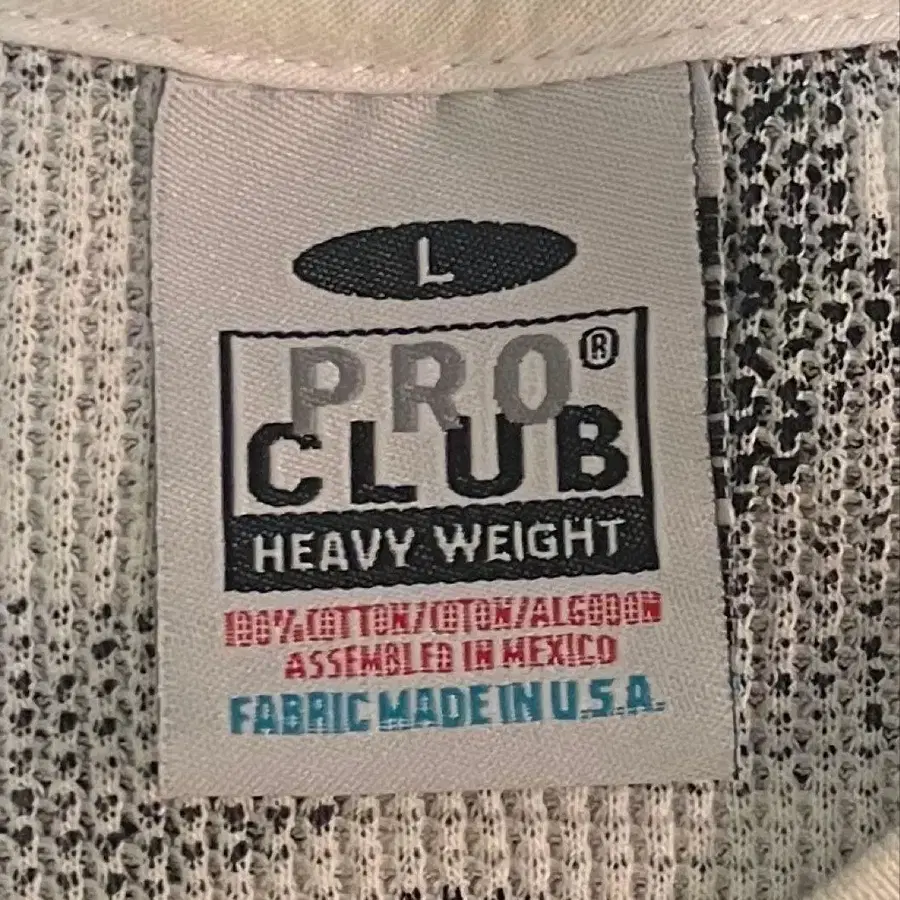 L
PRO®
CLUB
HEAVY WEIGHT
100% COTTON/COTON/ALGODON
ASSEMBLED IN MEXICO
FABRIC MADE IN U.S.A.